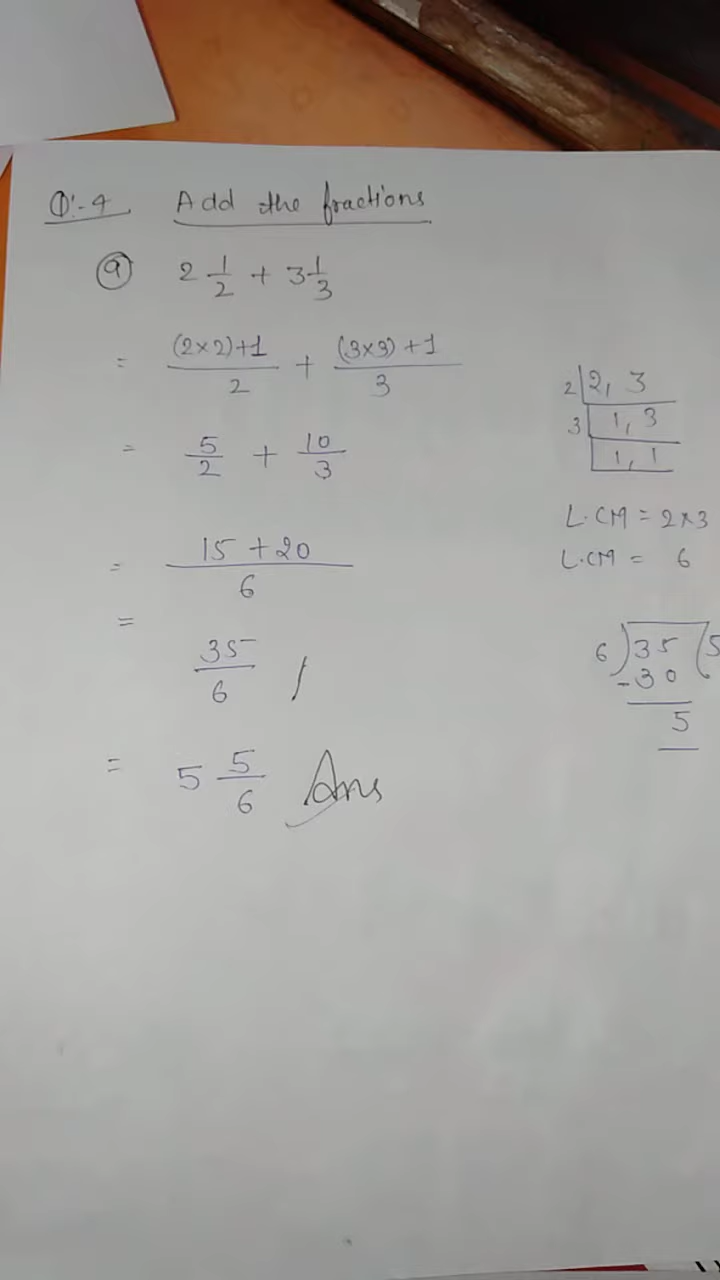 Q:-4. Add the fractions
(a) 2 1/2 + 3 1/3
= (2×2)+1/2 + (3×3)+1/3
= 5/2 + 10/3
= 15+20/6
=
35/6 /
= 5 5/6 Ans
2|2, 3
3|1, 3
|1, 1
L.CM = 2×3
L.CM = 6
6)35(5
-30
5